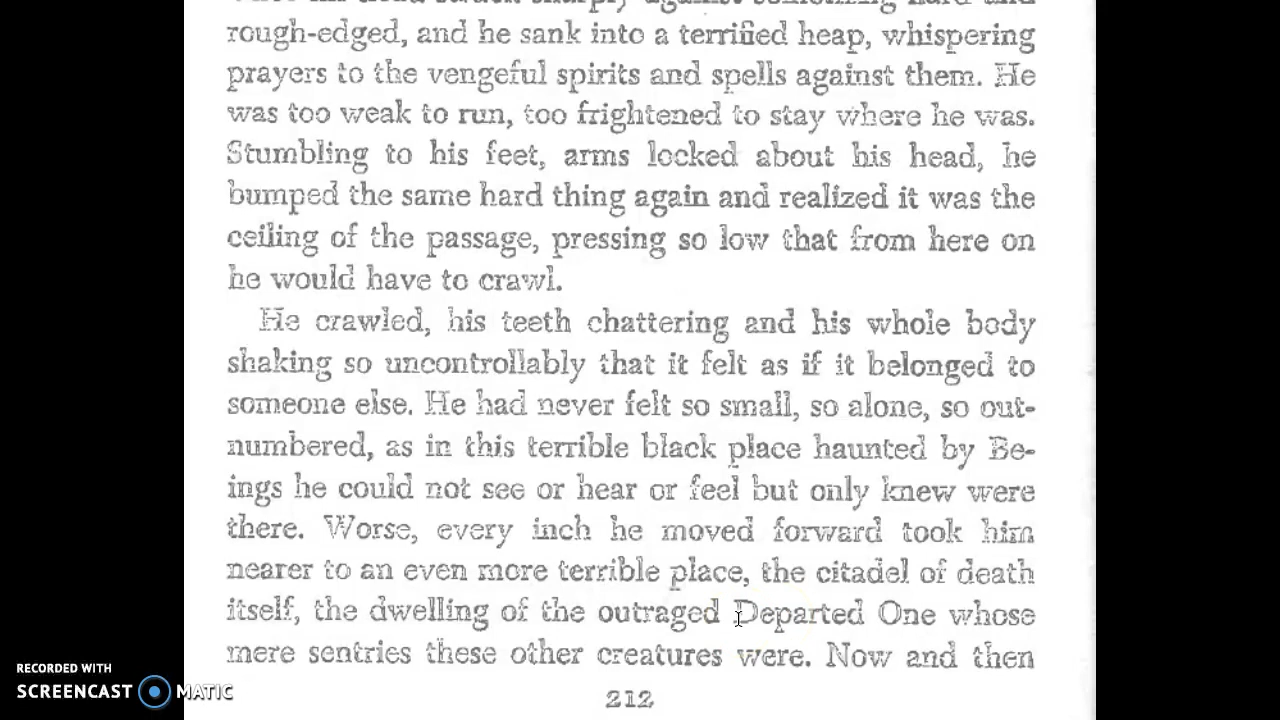 rough-edged, and he sank into a terrified heap, whispering
prayers to the vengeful spirits and spells against them. He
was too weak to run, too frightened to stay where he was.
Stumbling to his feet, arms locked about his head, he
bumped the same hard thing again and realized it was the
ceiling of the passage, pressing so low that from here on
he would have to crawl.
He crawled, his teeth chattering and his whole body
shaking so uncontrollably that it felt as if it belonged to
someone else. He had never felt so small, so alone, so out-
numbered, as in this terrible black place haunted by Be-
ings he could not see or hear or feel but only knew were
there. Worse, every inch he moved forward took him
nearer to an even more terrible place, the citadel of death
itself, the dwelling of the outraged Departed One whose
mere sentries these other creatures were. Now and then
212
RECORDED WITH
SCREENCAST MATIC